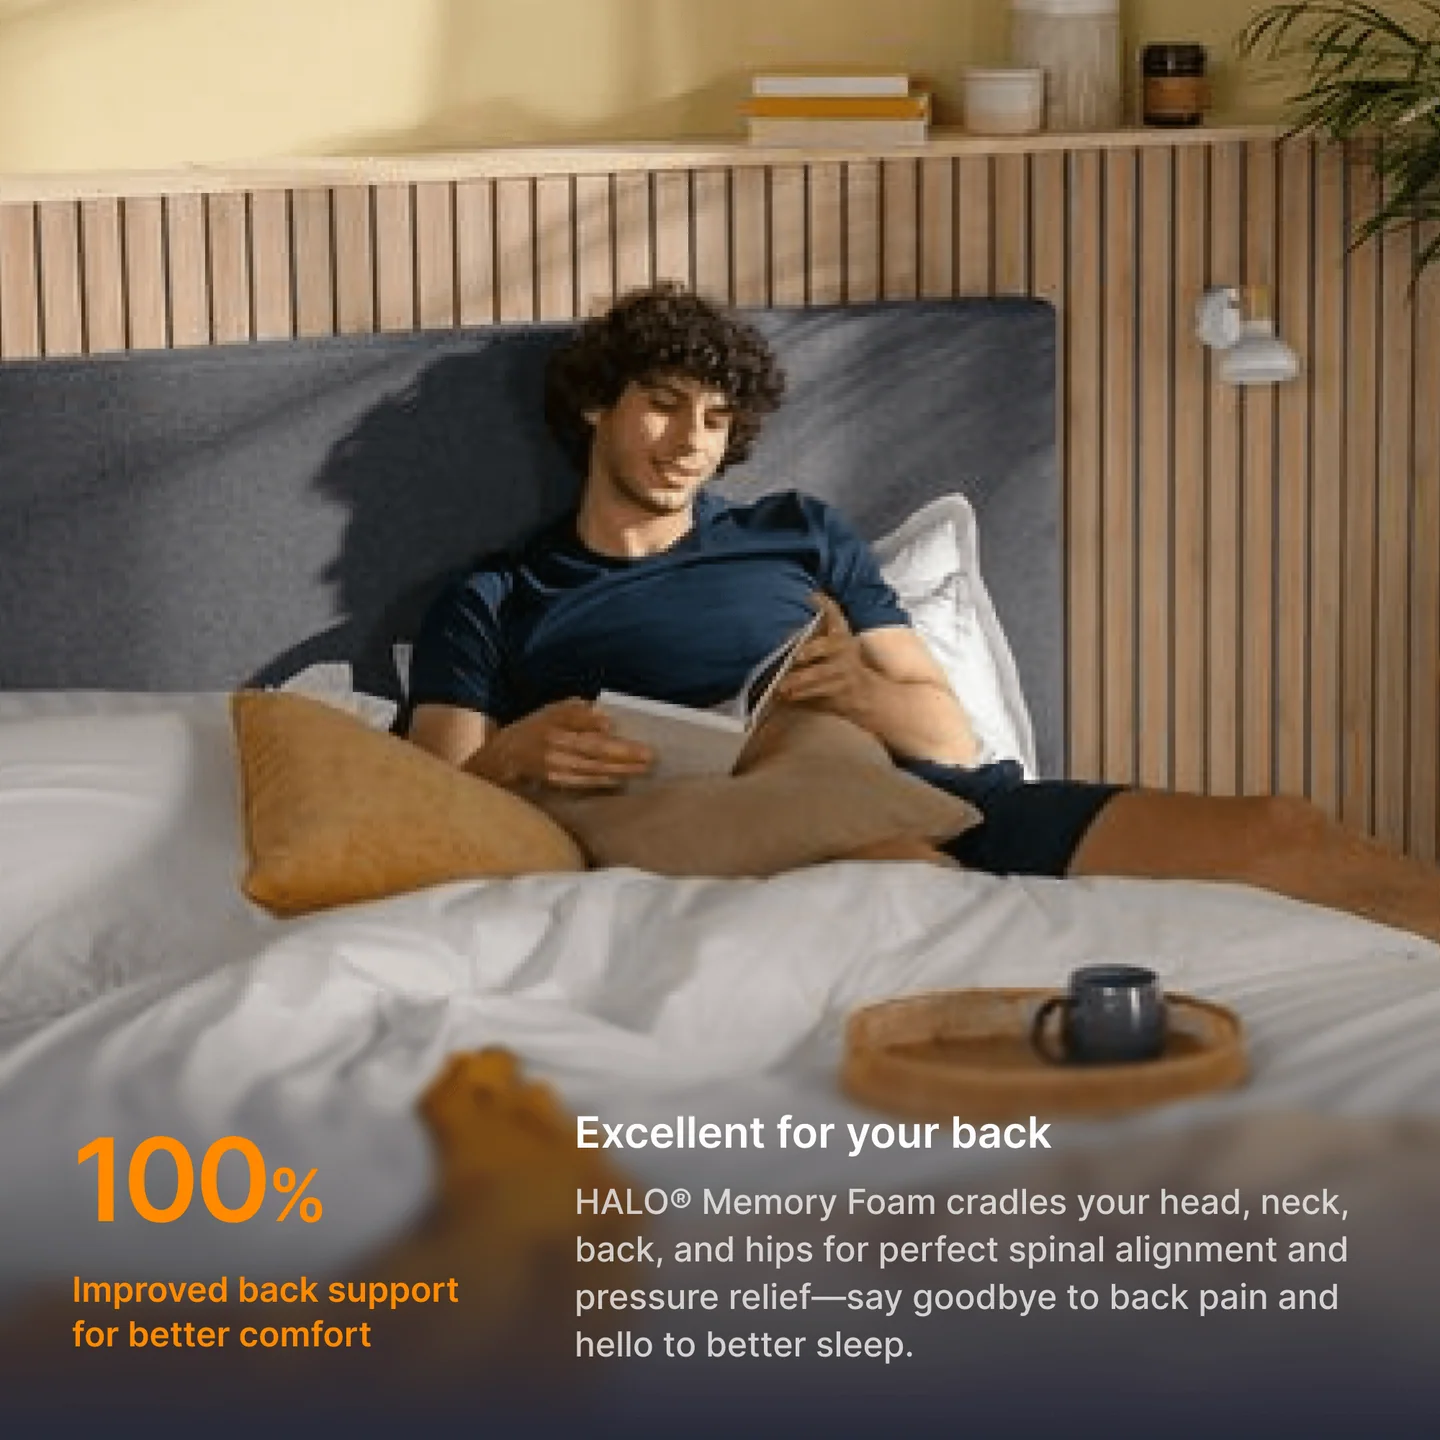 100%
Improved back support
for better comfort
Excellent for your back
HALO® Memory Foam cradles your head, neck,
back, and hips for perfect spinal alignment and
pressure relief—say goodbye to back pain and
hello to better sleep.